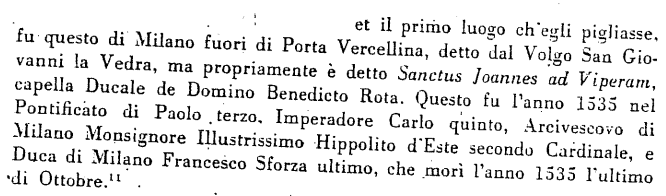 et il primo luogo ch'egli pigliasse,
fu questo di Milano fuori di Porta Vercellina, detto dal Volgo San Gio-
vanni la Vedra, ma propriamente è detto Sanctus Joannes ad Viperam,
capella Ducale de Domino Benedicto Rota. Questo fu l'anno 1535 nel
Pontificato di Paolo terzo. Imperadore Carlo quinto, Arcivescovo di
Milano Monsignore Illustrissimo Hippolito d'Este secondo Cardinale, e
Duca di Milano Francesco Sforza ultimo, che morì l'anno 1535 l'ultimo
di Ottobre.¹¹